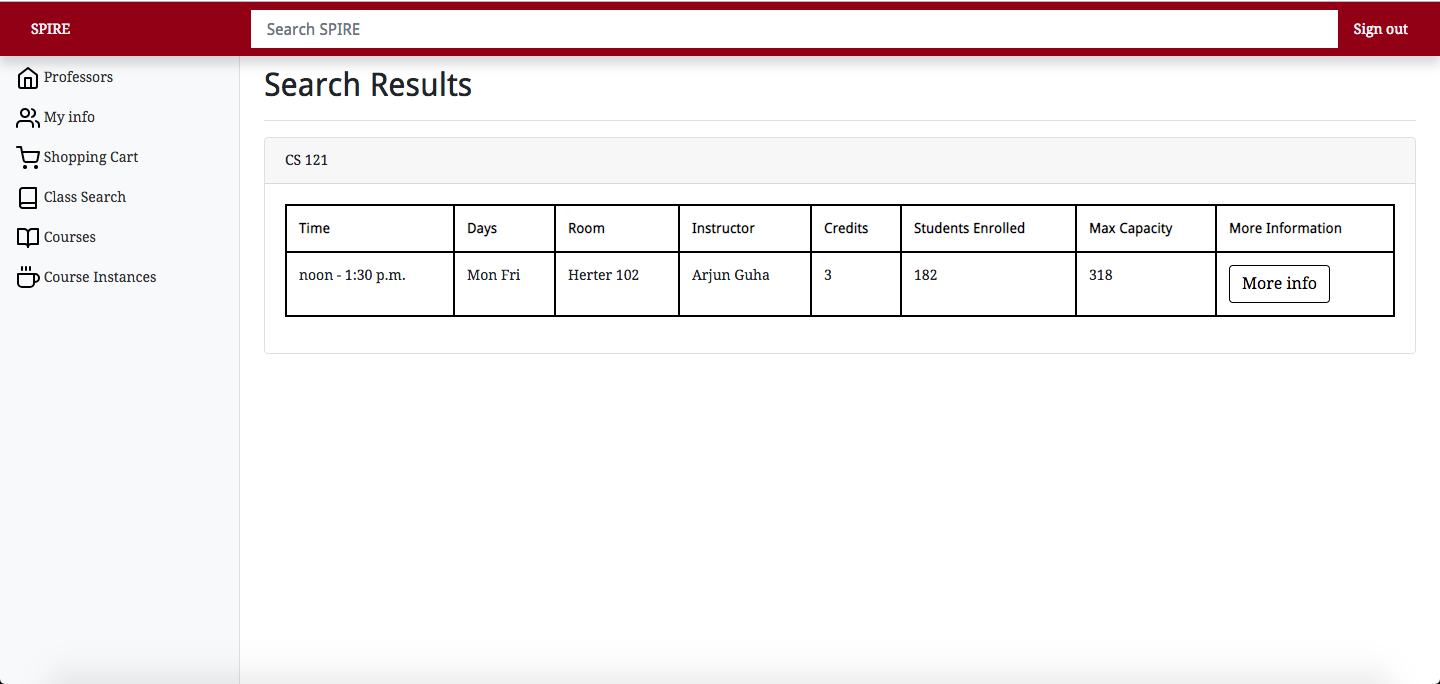 SPIRE Search SPIRE Sign out
Professors
My info
Shopping Cart
Class Search
Courses
Course Instances
Search Results
CS 121
Time Days Room Instructor Credits Students Enrolled Max Capacity More Information
noon - 1:30 p.m. Mon Fri Herter 102 Arjun Guha 3 182 318 More info